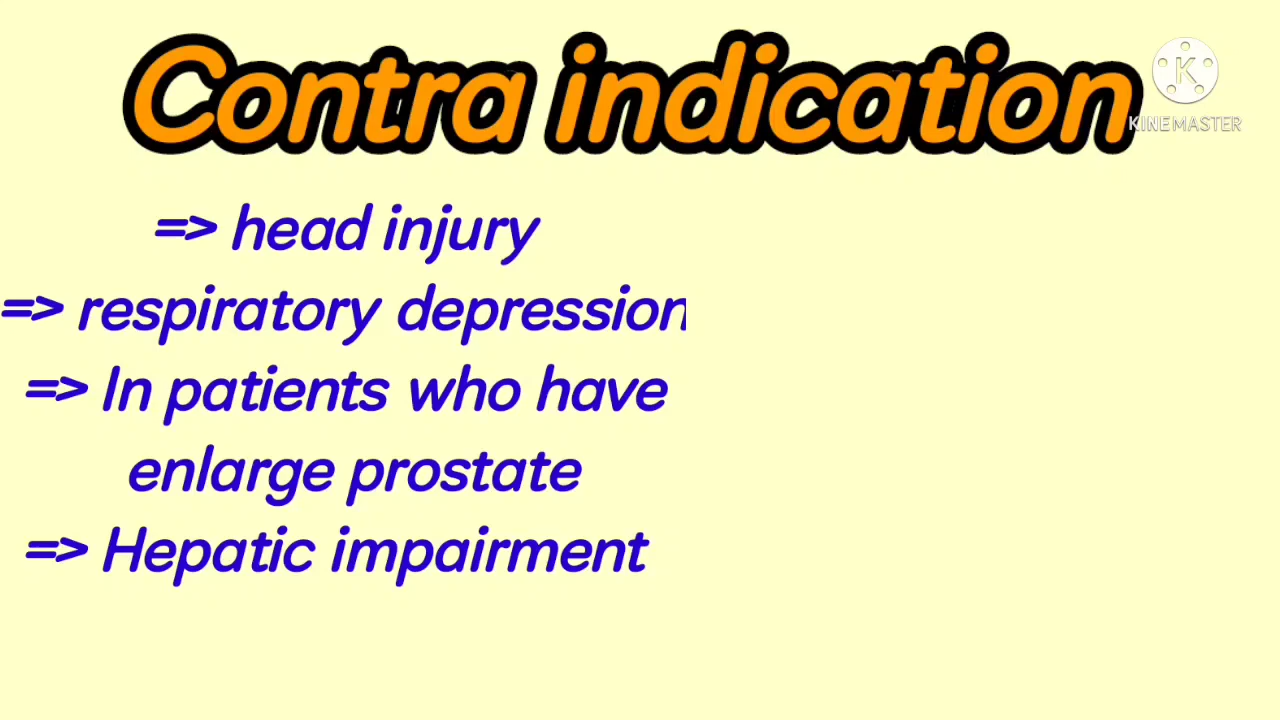 Contra indication
KINEMASTER
=> head injury
=> respiratory depression
=> In patients who have
enlarge prostate
=> Hepatic impairment